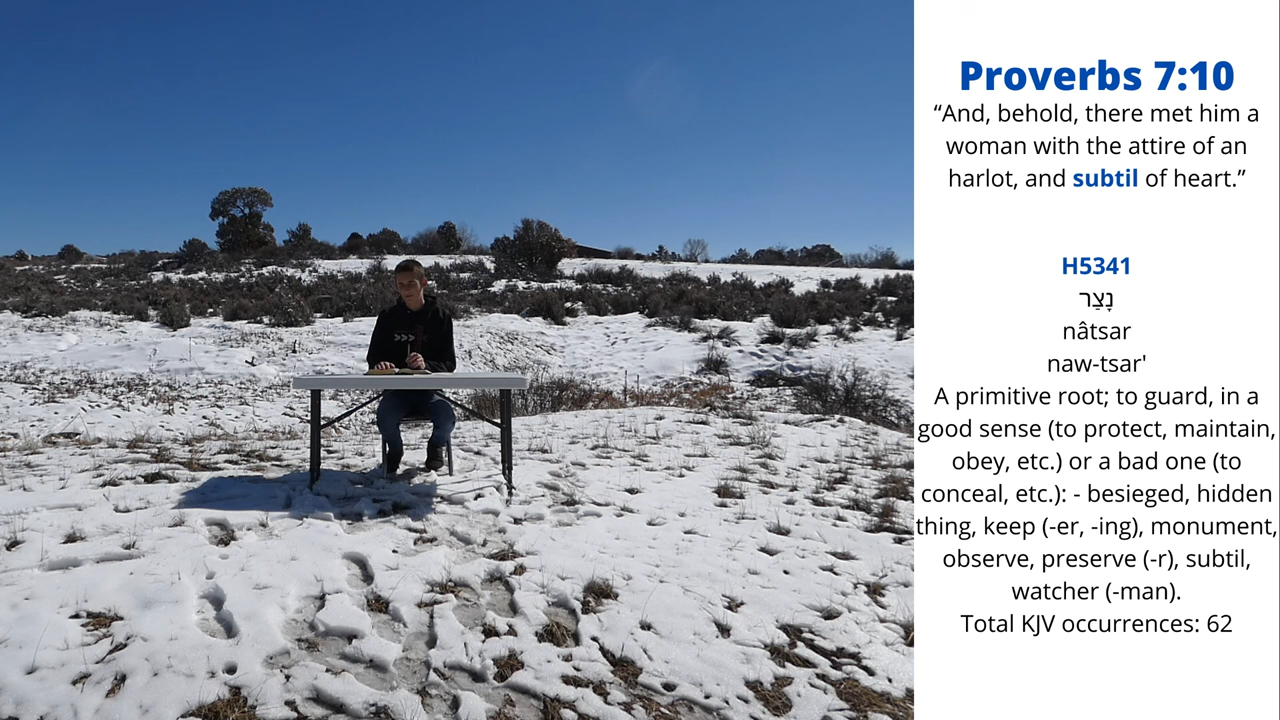 Proverbs 7:10
“And, behold, there met him a
woman with the attire of an
harlot, and subtil of heart.”
H5341
נָצַר
nâtsar
naw-tsar'
A primitive root; to guard, in a
good sense (to protect, maintain,
obey, etc.) or a bad one (to
conceal, etc.): - besieged, hidden
thing, keep (-er, -ing), monument,
observe, preserve (-r), subtil,
watcher (-man).
Total KJV occurrences: 62